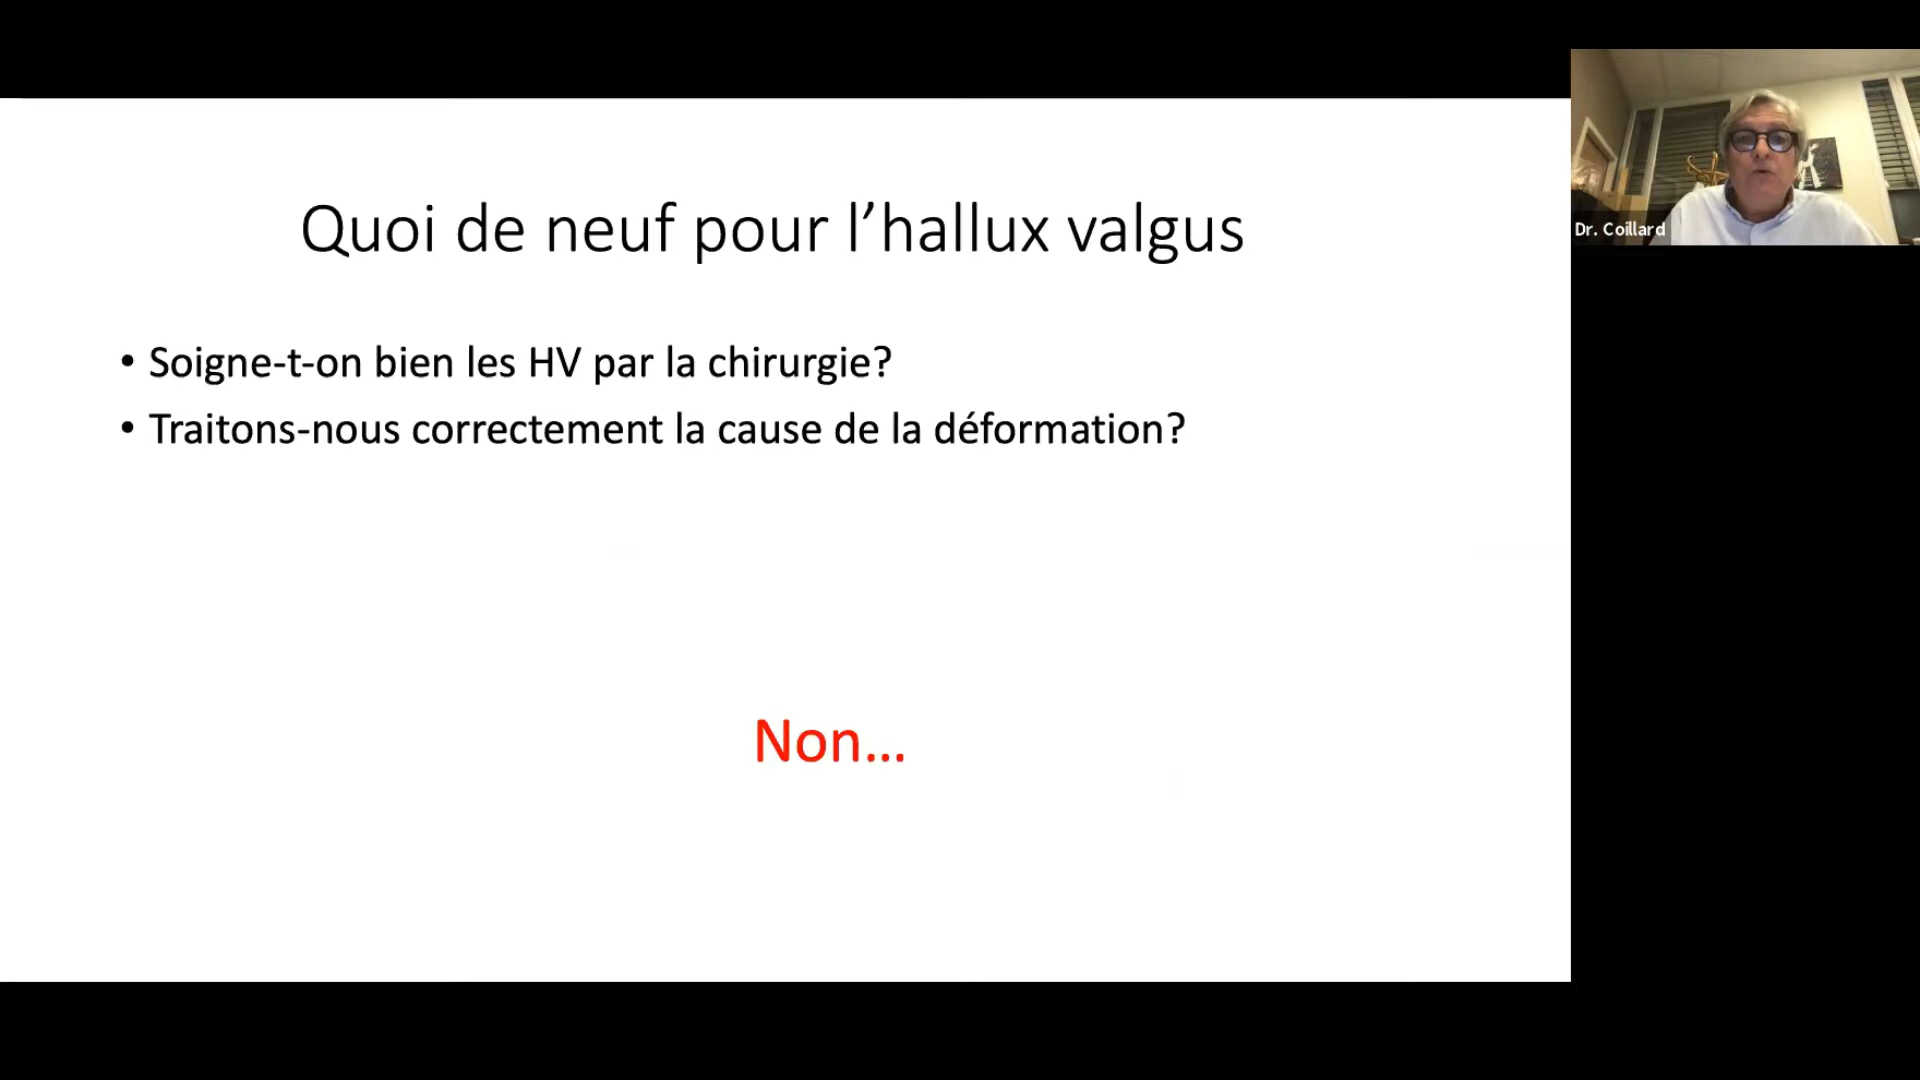 Quoi de neuf pour l’hallux valgus
• Soigne-t-on bien les HV par la chirurgie?
• Traitons-nous correctement la cause de la déformation?
Non...
Dr. Coillard